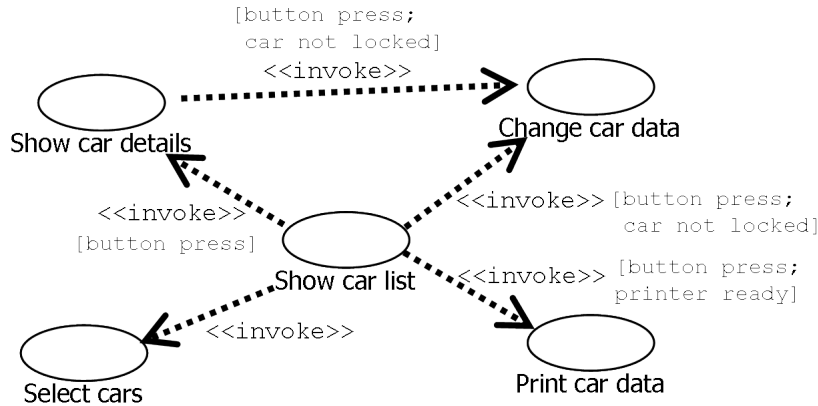 [button press;
car not locked]
<<invoke>>
Show car details
Change car data
<<invoke>>
[button press]
<<invoke>> [button press;
car not locked]
Show car list
<<invoke>> [button press;
printer ready]
<<invoke>>
Select cars
Print car data